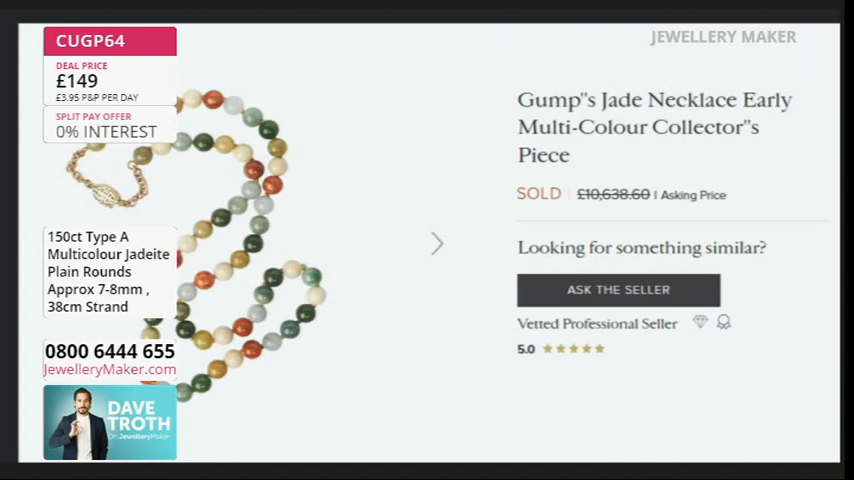 CUGP64
DEAL PRICE
£149
£3.95 P&P PER DAY
SPLIT PAY OFFER
0% INTEREST
150ct Type A
Multicolour Jadeite
Plain Rounds
Approx 7-8mm ,
38cm Strand
0800 6444 655
JewelleryMaker.com
DAVE
TROTH
On JewelleryMaker
JEWELLERY MAKER
Gump"s Jade Necklace Early
Multi-Colour Collector"s
Piece
SOLD £10,638.60 | Asking Price
Looking for something similar?
ASK THE SELLER
Vetted Professional Seller
5.0